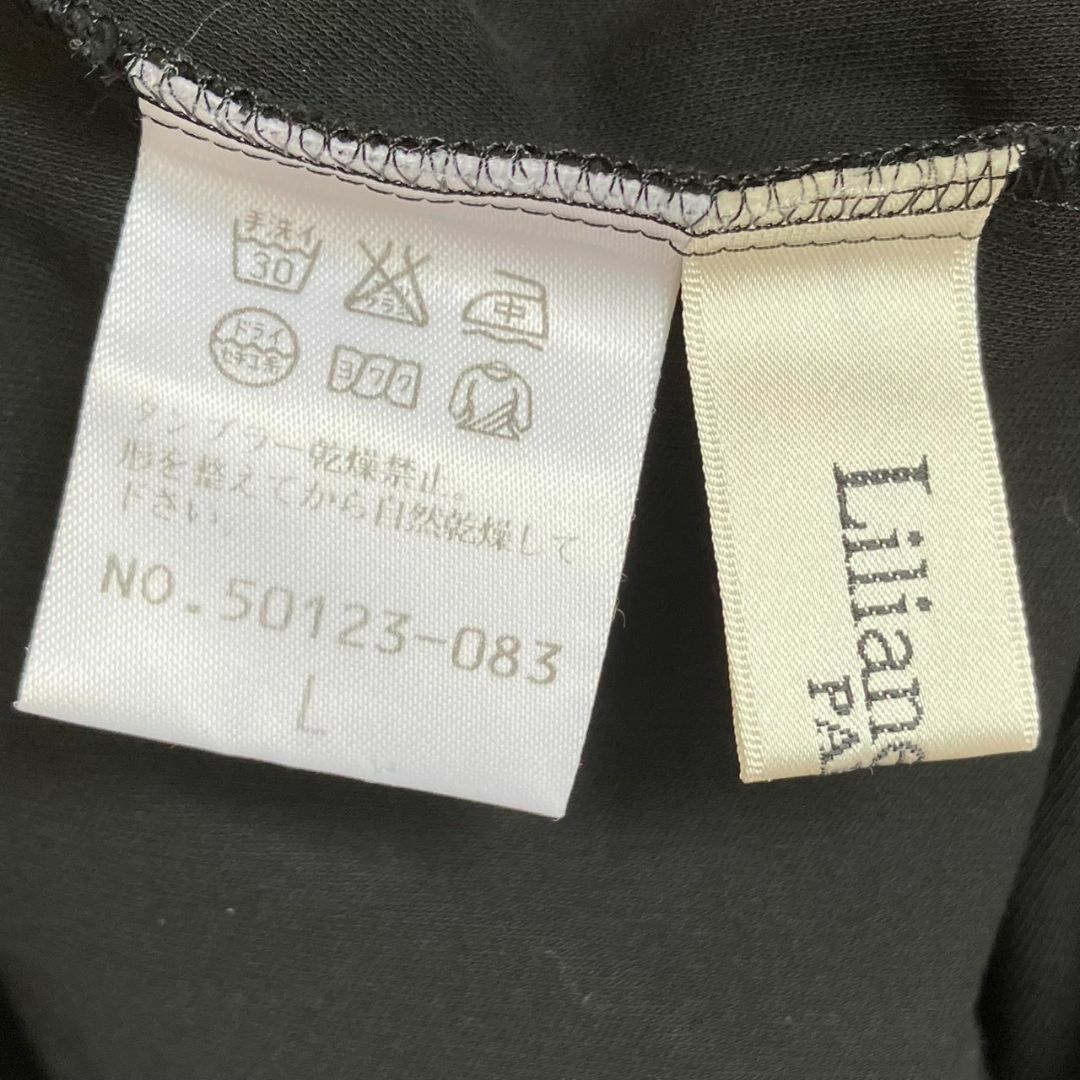 手洗イ
30
中
ドライ
セキユ系
ヨワク
タンブラー乾燥禁止。
形を整えてから自然乾燥して
下さい。
NO.50123-083
L
Lilian
PA